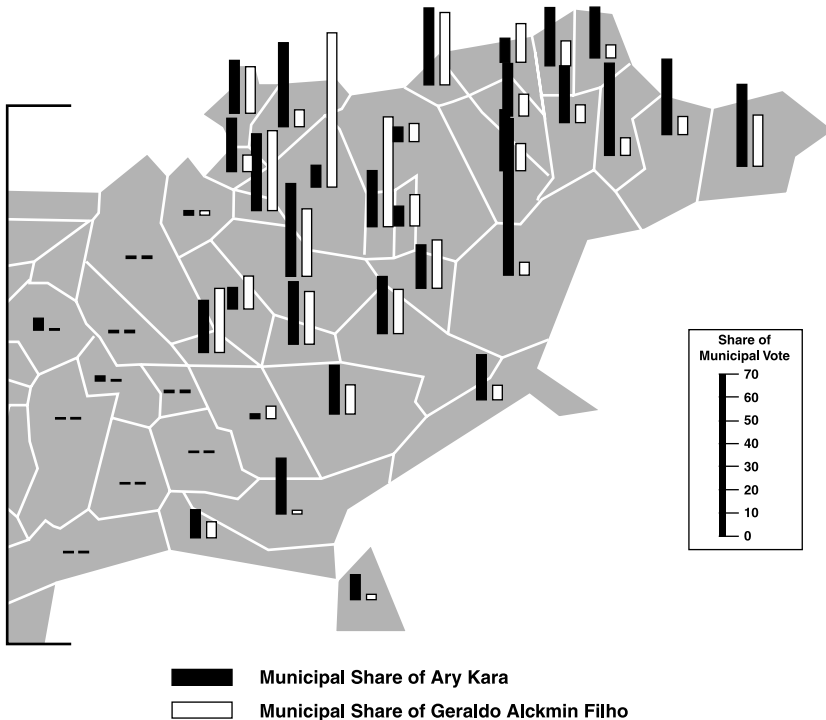 Share of
Municipal Vote
70
60
50
40
30
20
10
0
Municipal Share of Ary Kara
Municipal Share of Geraldo Alckmin Filho